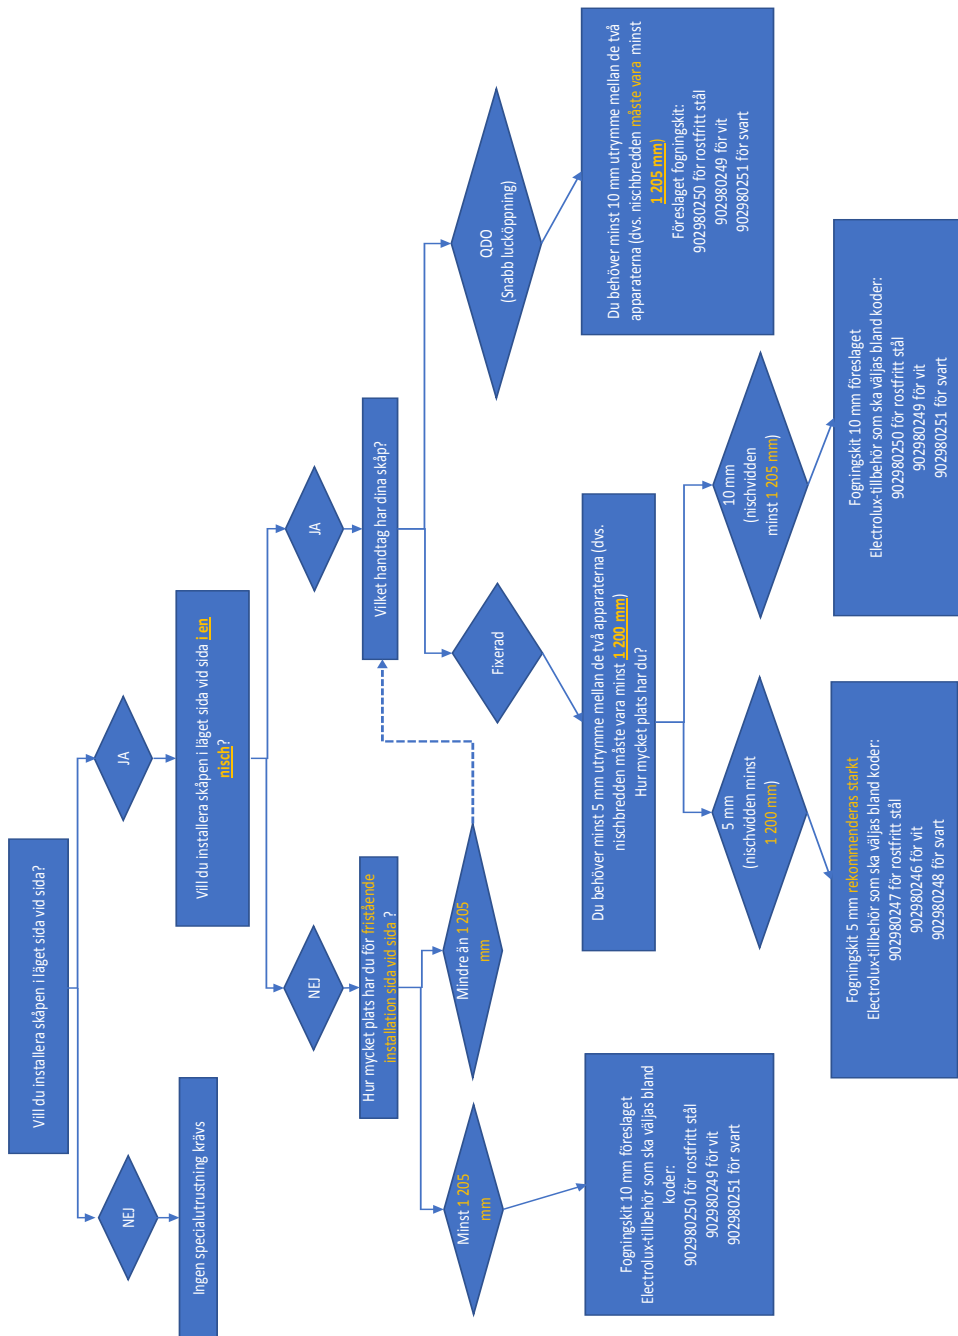 Vill du installera skåpen i läget sida vid sida?
NEJ
JA
Ingen specialutrustning krävs
Vill du installera skåpen i läget sida vid sida i en
nisch?
NEJ
JA
Hur mycket plats har du för fristående
installation sida vid sida ?
Vilket handtag har dina skåp?
Minst 1 205
mm
Mindre än 1 205
mm
Fixerad
QDO
(Snabb lucköppning)
Fogningskit 10 mm föreslaget
Electrolux-tillbehör som ska väljas bland
koder:
902980250 för rostfritt stål
902980249 för vit
902980251 för svart
Du behöver minst 5 mm utrymme mellan de två apparaterna (dvs.
nischbredden måste vara minst 1 200 mm)
Hur mycket plats har du?
Du behöver minst 10 mm utrymme mellan de två
apparaterna (dvs. nischbredden måste vara minst
1 205 mm)
Föreslaget fogningskit:
902980250 för rostfritt stål
902980249 för vit
902980251 för svart
5 mm
(nischvidden minst
1 200 mm)
10 mm
(nischvidden
minst 1 205 mm)
Fogningskit 5 mm rekommenderas starkt
Electrolux-tillbehör som ska väljas bland koder:
902980247 för rostfritt stål
902980246 för vit
902980248 för svart
Fogningskit 10 mm föreslaget
Electrolux-tillbehör som ska väljas bland koder:
902980250 för rostfritt stål
902980249 för vit
902980251 för svart